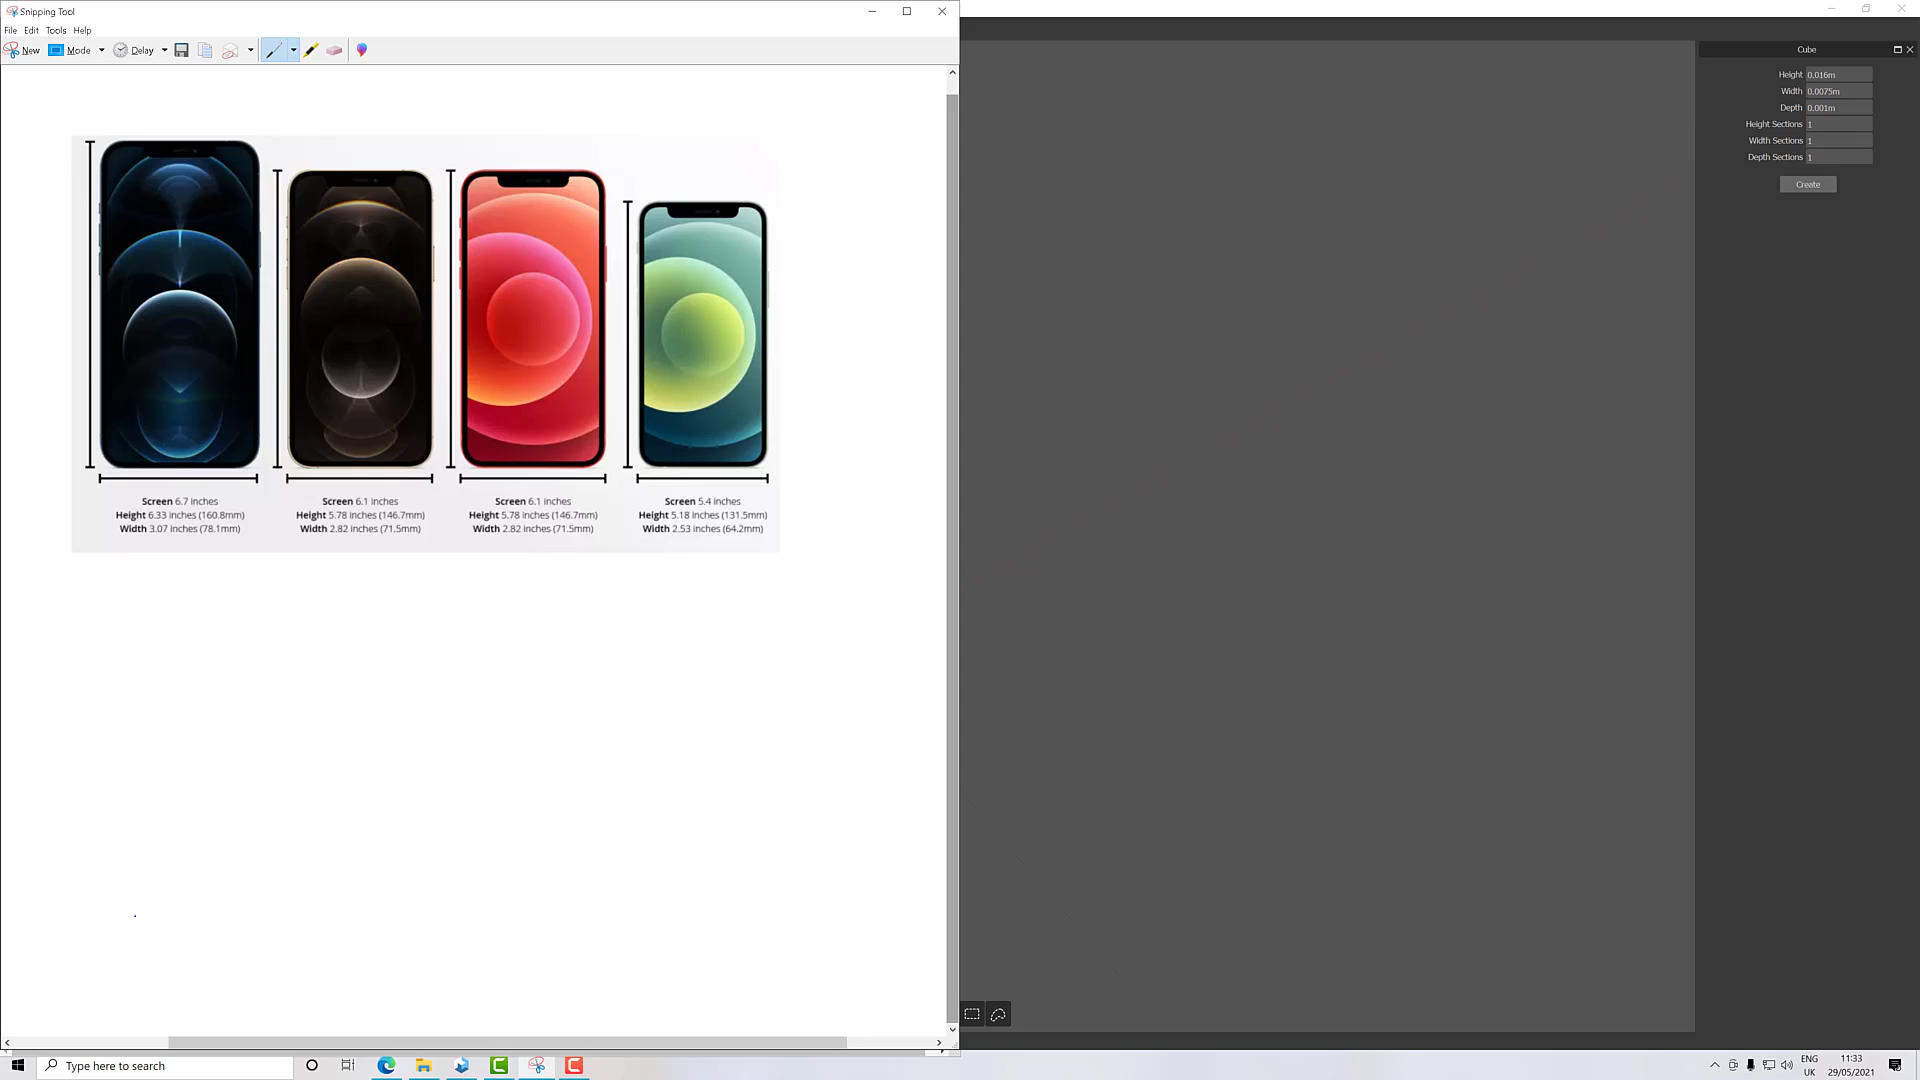 Snipping Tool
File Edit Tools Help
New Mode Delay
Screen 6.7 inches
Height 6.33 inches (160.8mm)
Width 3.07 inches (78.1mm)
Screen 6.1 inches
Height 5.78 inches (146.7mm)
Width 2.82 inches (71.5mm)
Screen 6.1 inches
Height 5.78 inches (146.7mm)
Width 2.82 inches (71.5mm)
Screen 5.4 inches
Height 5.18 inches (131.5mm)
Width 2.53 inches (64.2mm)
Cube
Height 0.016m
Width 0.0075m
Depth 0.001m
Height Sections 1
Width Sections 1
Depth Sections 1
Create
Type here to search
ENG
UK
11:33
29/05/2021